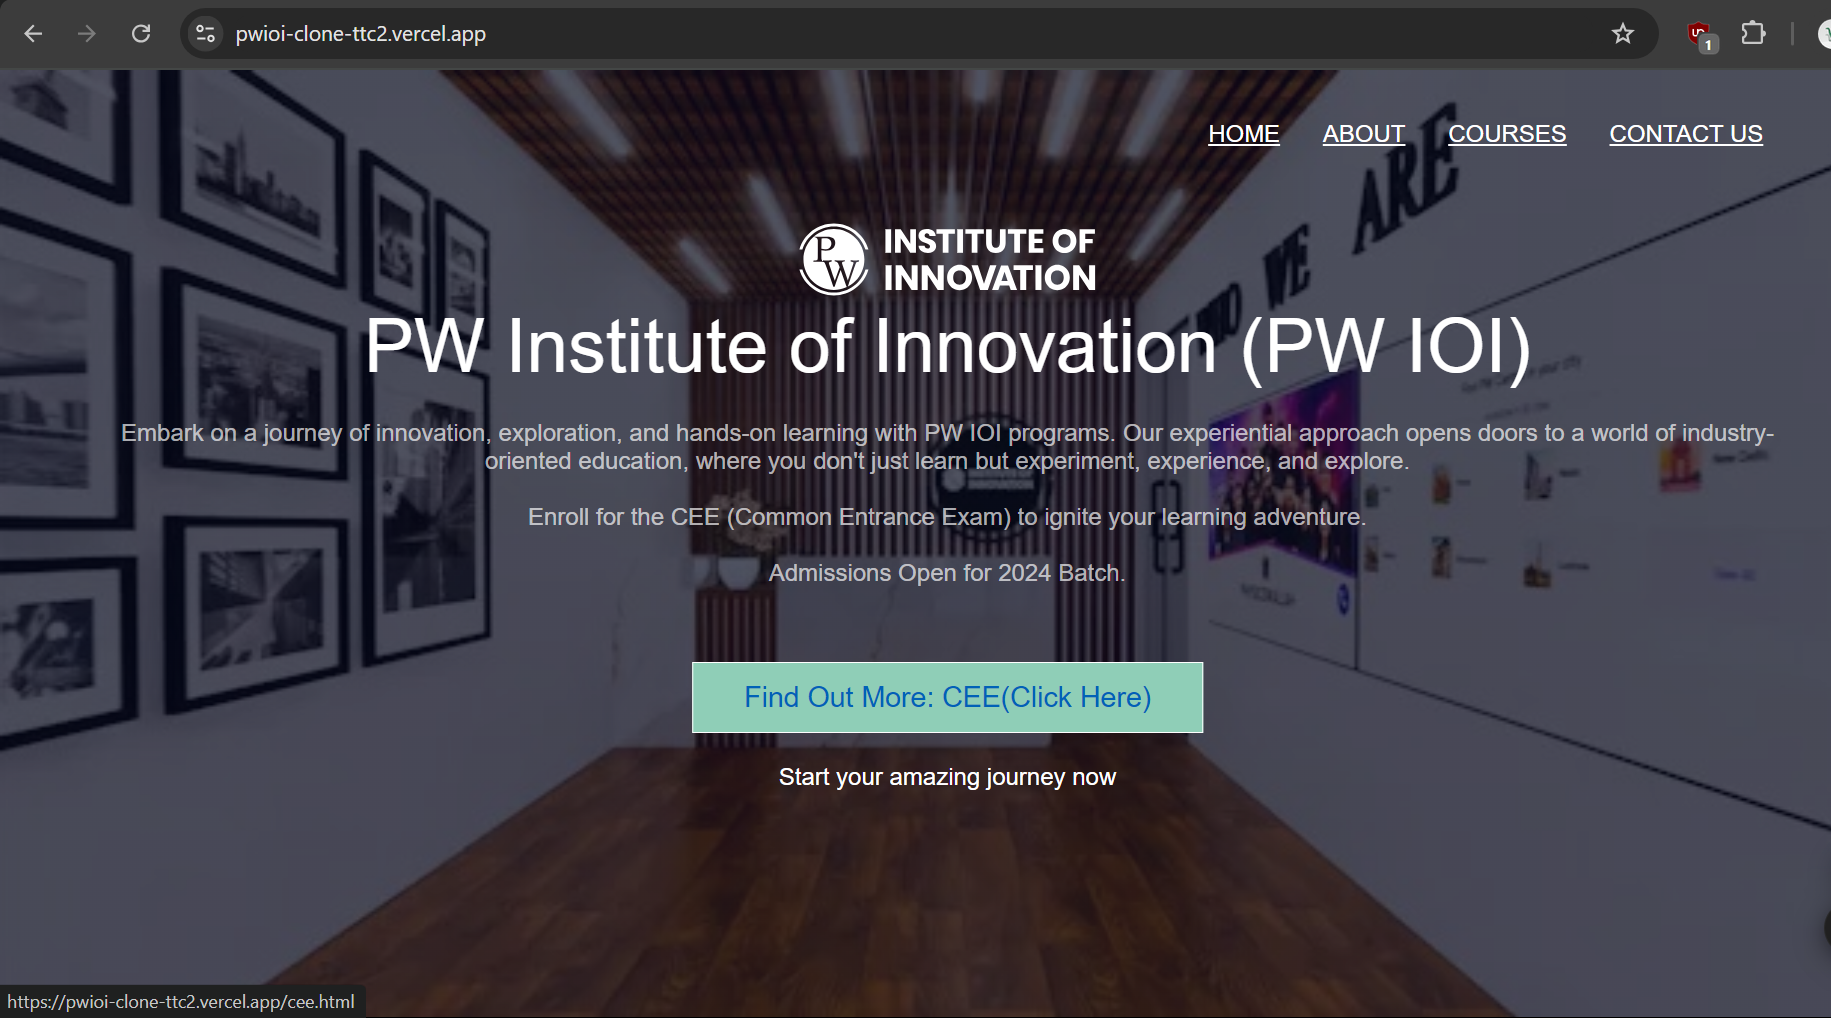 pwioi-clone-ttc2.vercel.app
1
HOME ABOUT COURSES CONTACT US
WHO WE ARE
PW INSTITUTE OF
INNOVATION
PW Institute of Innovation (PW IOI)
Embark on a journey of innovation, exploration, and hands-on learning with PW IOI programs. Our experiential approach opens doors to a world of industry-
oriented education, where you don't just learn but experiment, experience, and explore.
Enroll for the CEE (Common Entrance Exam) to ignite your learning adventure.
Admissions Open for 2024 Batch.
Find Out More: CEE(Click Here)
Start your amazing journey now
https://pwioi-clone-ttc2.vercel.app/cee.html